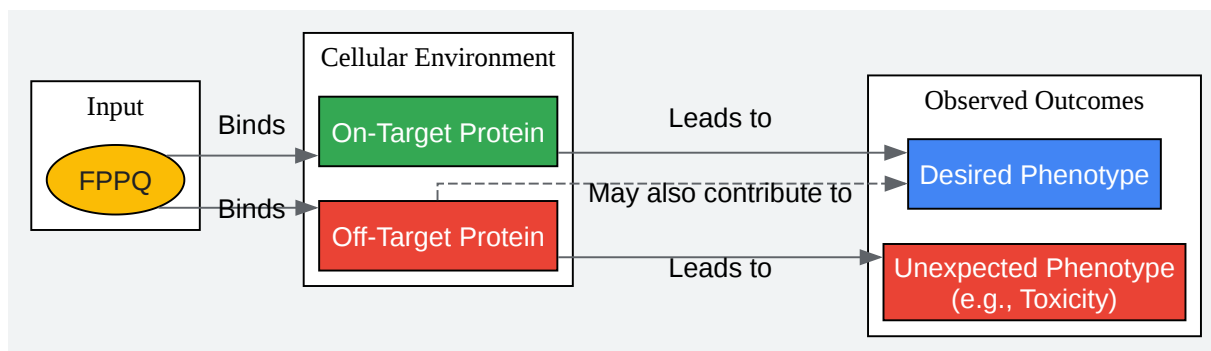 Input
FPPQ
Binds
Binds
Cellular Environment
On-Target Protein
Off-Target Protein
Leads to
May also contribute to
Leads to
Observed Outcomes
Desired Phenotype
Unexpected Phenotype
(e.g., Toxicity)